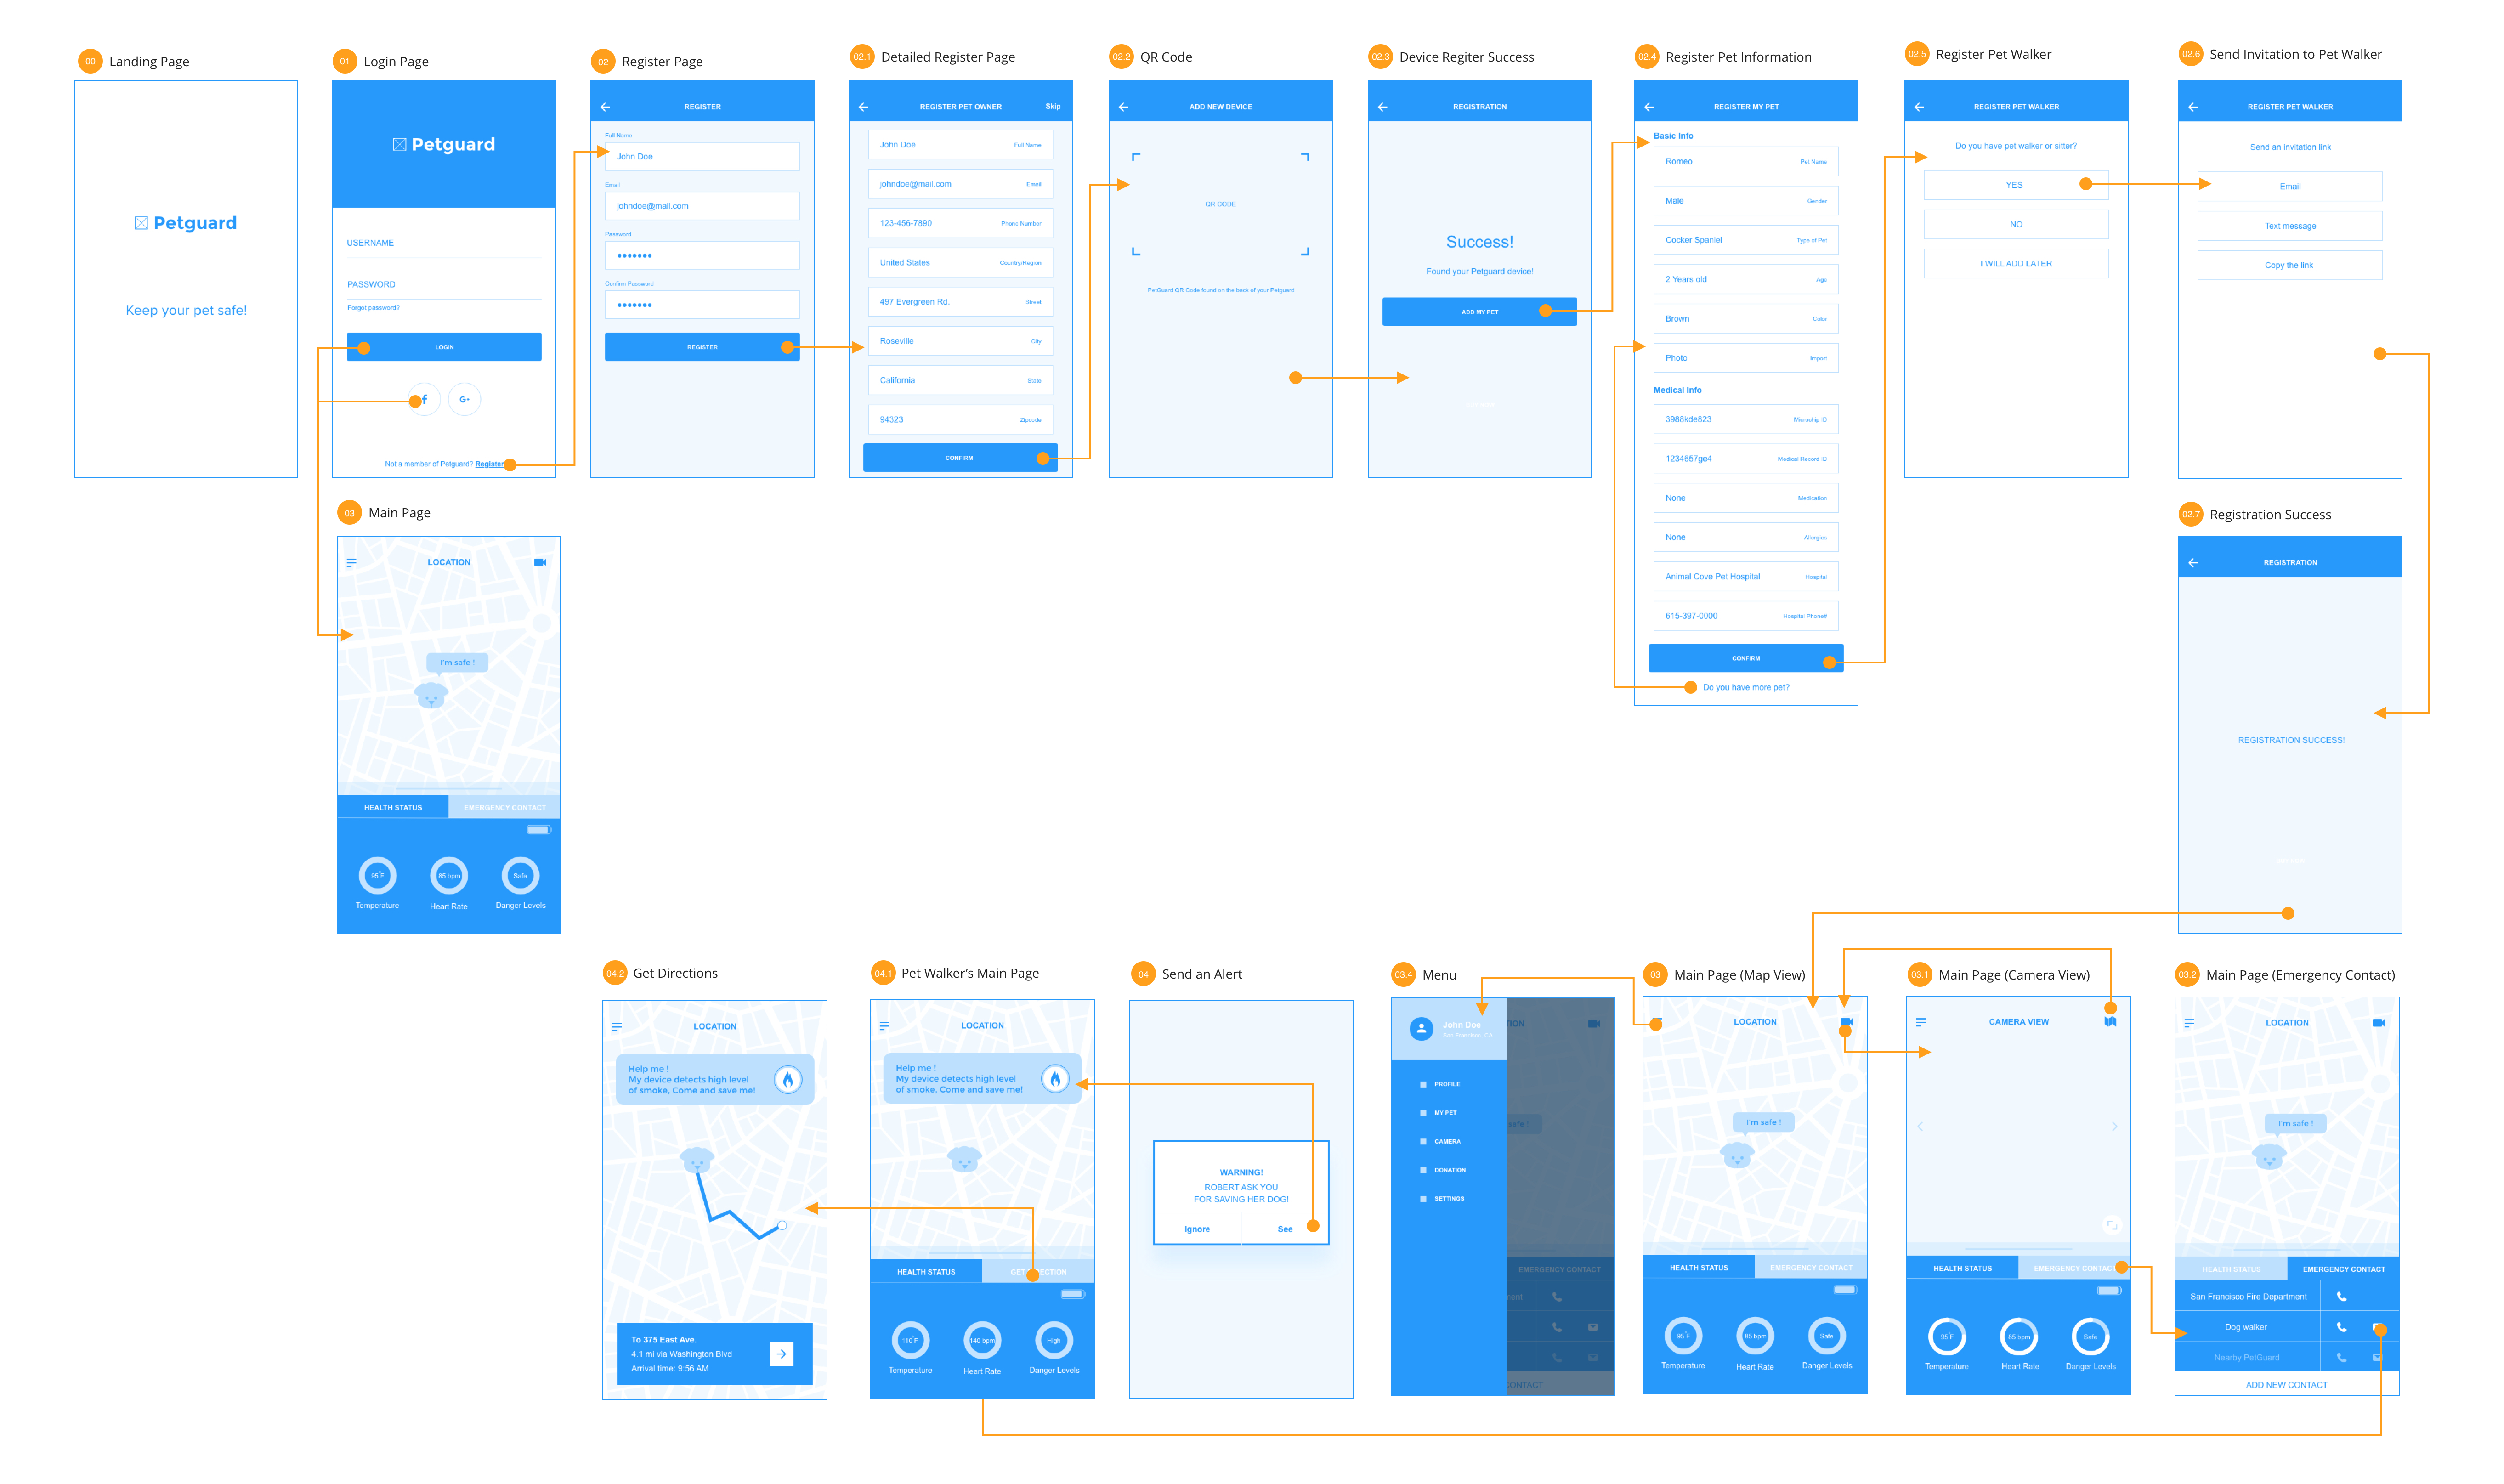 00 Landing Page
Petguard
Keep your pet safe!
01 Login Page
Petguard
USERNAME
PASSWORD
Forgot password?
LOGIN
f G+
Not a member of Petguard? Register
02 Register Page
REGISTER
Full Name
John Doe
Email
johndoe@mail.com
Password
Confirm Password
REGISTER
02.1 Detailed Register Page
REGISTER PET OWNER Skip
John Doe Full Name
johndoe@mail.com Email
123-456-7890 Phone Number
United States Country/Region
497 Evergreen Rd. Street
Roseville City
California State
94323 Zipcode
CONFIRM
02.2 QR Code
ADD NEW DEVICE
QR CODE
PetGuard QR Code found on the back of your Petguard
02.3 Device Regiter Success
REGISTRATION
Success!
Found your Petguard device!
ADD MY PET
02.4 Register Pet Information
REGISTER MY PET
Basic Info
Romeo Pet Name
Male Gender
Cocker Spaniel Type of Pet
2 Years old Age
Brown Color
Photo Import
Medical Info
3988kde823 Microchip ID
1234657ge4 Medical Record ID
None Medication
None Allergies
Animal Cove Pet Hospital Hospital
615-397-0000 Hospital Phone#
CONFIRM
Do you have more pet?
02.5 Register Pet Walker
REGISTER PET WALKER
Do you have pet walker or sitter?
YES
NO
I WILL ADD LATER
02.6 Send Invitation to Pet Walker
REGISTER PET WALKER
Send an invitation link
Email
Text message
Copy the link
02.7 Registration Success
REGISTRATION
REGISTRATION SUCCESS!
03 Main Page
LOCATION
I'm safe !
HEALTH STATUS EMERGENCY CONTACT
95°F 85 bpm Safe
Temperature Heart Rate Danger Levels
04.2 Get Directions
LOCATION
Help me !
My device detects high level
of smoke, Come and save me!
To 375 East Ave.
4.1 mi via Washington Blvd
Arrival time: 9:56 AM
04.1 Pet Walker's Main Page
LOCATION
Help me !
My device detects high level
of smoke, Come and save me!
HEALTH STATUS
110°F 140 bpm High
Temperature Heart Rate Danger Levels
04 Send an Alert
WARNING!
ROBERT ASK YOU
FOR SAVING HER DOG!
Ignore See
03.4 Menu
John Doe
San Francisco, CA
PROFILE
MY PET
CAMERA
DONATION
SETTINGS
EMERGENCY CONTACT
03 Main Page (Map View)
LOCATION
I'm safe !
HEALTH STATUS EMERGENCY CONTACT
95°F 85 bpm Safe
Temperature Heart Rate Danger Levels
03.1 Main Page (Camera View)
CAMERA VIEW
HEALTH STATUS EMERGENCY CONTACT
95°F 85 bpm Safe
Temperature Heart Rate Danger Levels
03.2 Main Page (Emergency Contact)
LOCATION
I'm safe !
HEALTH STATUS EMERGENCY CONTACT
San Francisco Fire Department
Dog walker
Nearby PetGuard
ADD NEW CONTACT